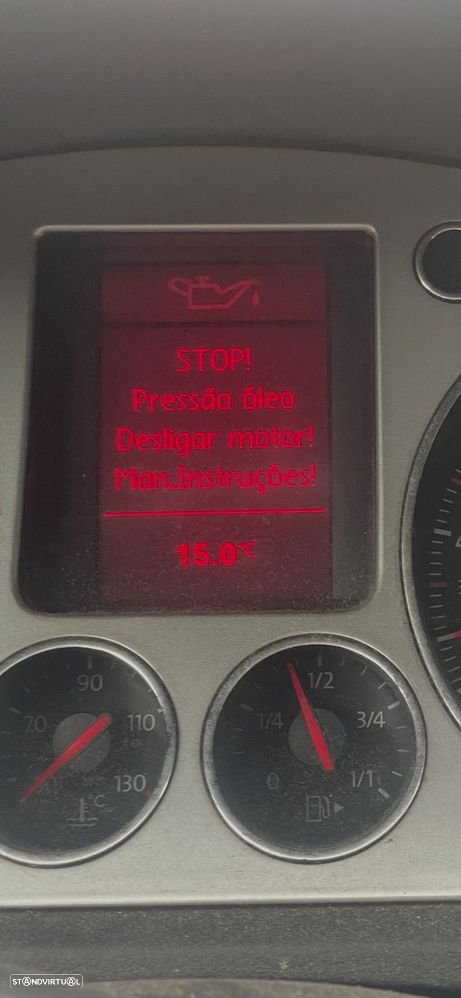 STOP!
Pressão óleo
Desligar motor!
Man.Instruções!
15.0°C
90
70
110
130
°C
1/2
1/4
3/4
0
1/1
STANDVIRTUAL